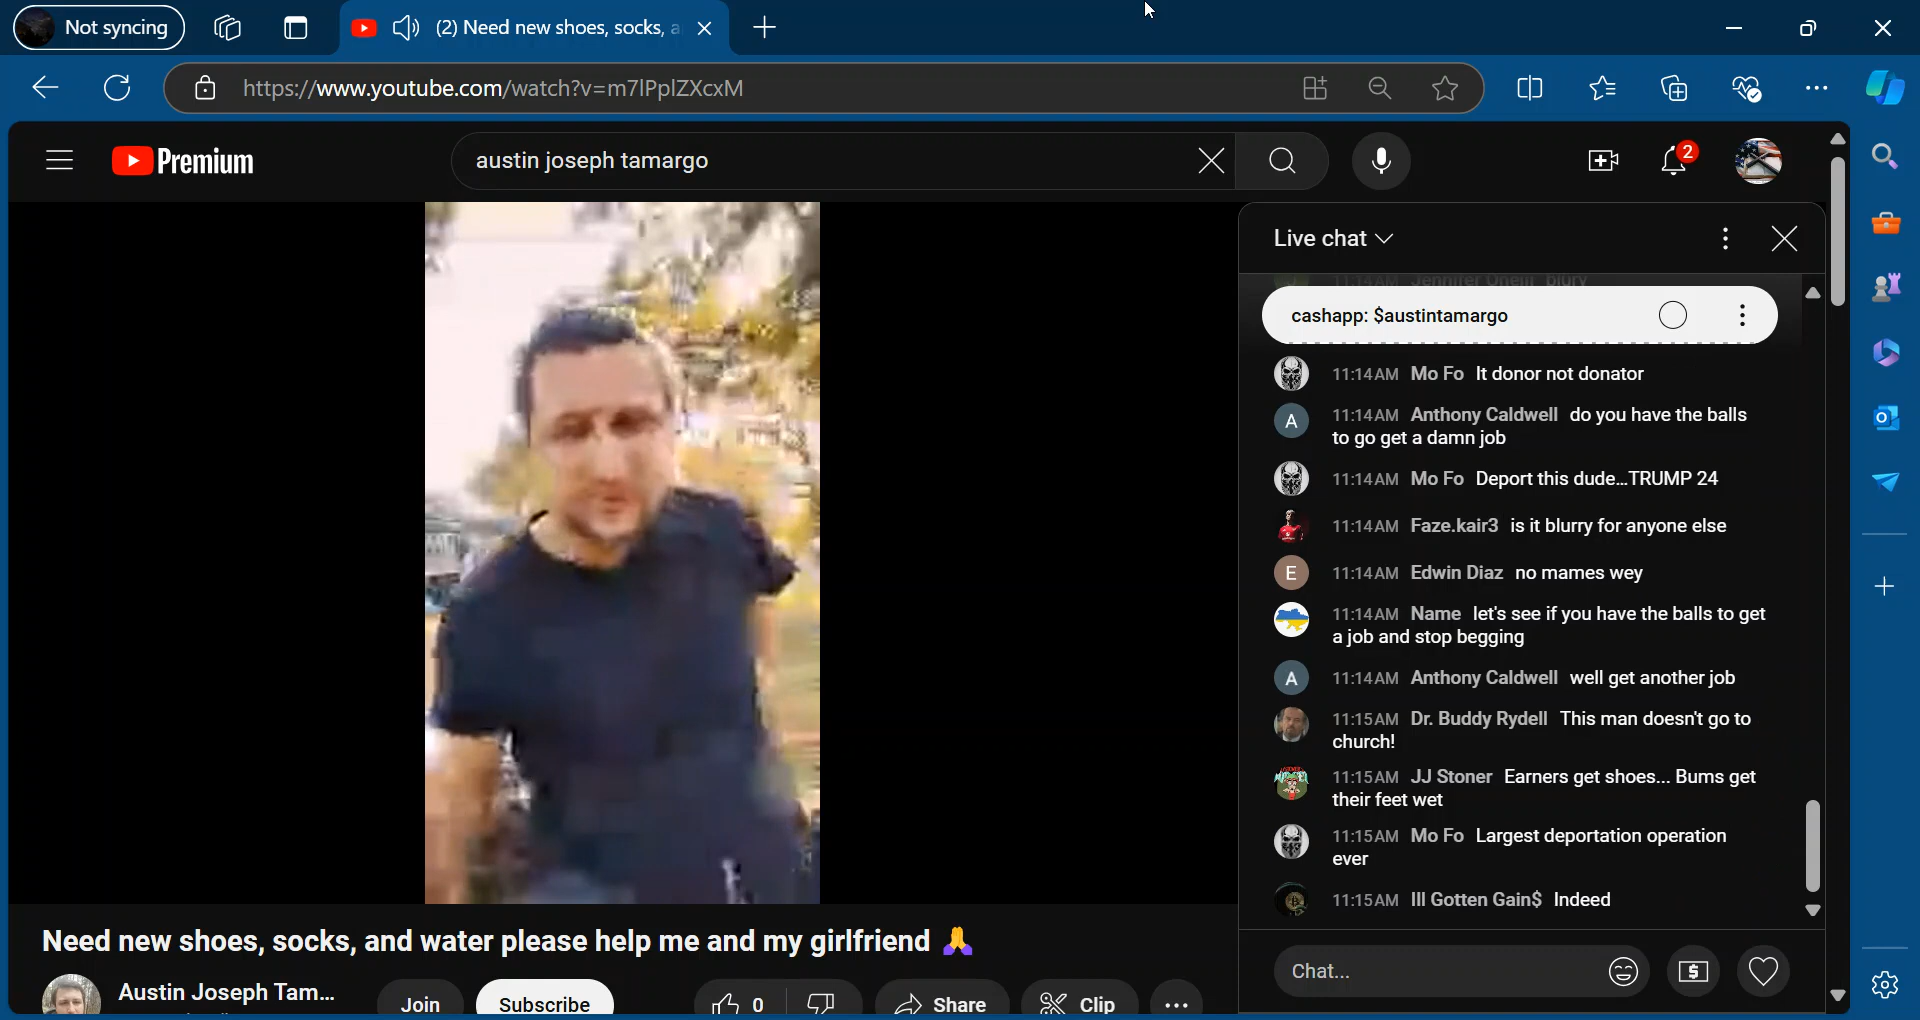 Not syncing
(2) Need new shoes, socks,
https://www.youtube.com/watch?v=m7lPplZXcxM
Premium
austin joseph tamargo
2
Live chat
cashapp: $austintamargo
11:14AM Mo Fo It donor not donator
A 11:14AM Anthony Caldwell do you have the balls
to go get a damn job
11:14AM Mo Fo Deport this dude...TRUMP 24
11:14AM Faze.kair3 is it blurry for anyone else
E 11:14AM Edwin Diaz no mames wey
11:14AM Name let's see if you have the balls to get
a job and stop begging
A 11:14AM Anthony Caldwell well get another job
11:15AM Dr. Buddy Rydell This man doesn't go to
church!
11:15AM JJ Stoner Earners get shoes... Bums get
their feet wet
11:15AM Mo Fo Largest deportation operation
ever
11:15AM Ill Gotten Gain$ Indeed
Chat...
Need new shoes, socks, and water please help me and my girlfriend 🙏
Austin Joseph Tam...
Join
Subscribe
0
Share
Clip